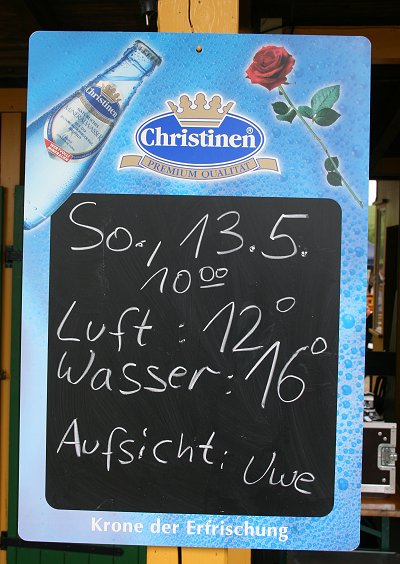 Christinen®
PREMIUM QUALITÄT
So., 13.5.
10⁰⁰
Luft : 12°
Wasser : 16°
Aufsicht: Uwe
Krone der Erfrischung